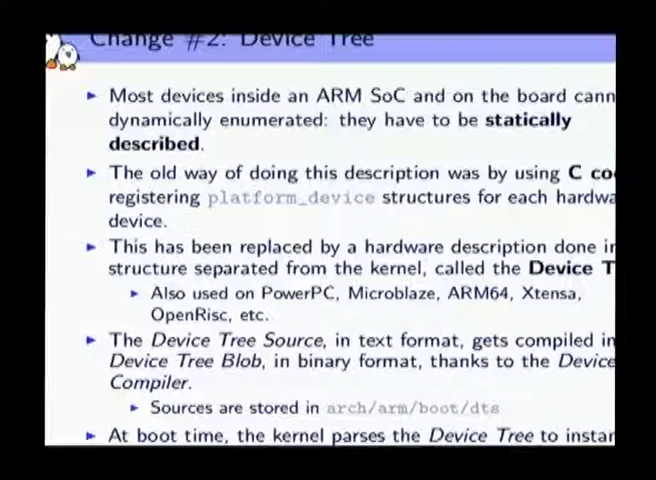 Change #2: Device Tree
Most devices inside an ARM SoC and on the board cann
dynamically enumerated: they have to be statically
described.
The old way of doing this description was by using C co
registering platform_device structures for each hardwa
device.
This has been replaced by a hardware description done in
structure separated from the kernel, called the Device T
Also used on PowerPC, Microblaze, ARM64, Xtensa,
OpenRisc, etc.
The Device Tree Source, in text format, gets compiled in
Device Tree Blob, in binary format, thanks to the Device
Compiler.
Sources are stored in arch/arm/boot/dts
At boot time, the kernel parses the Device Tree to instan